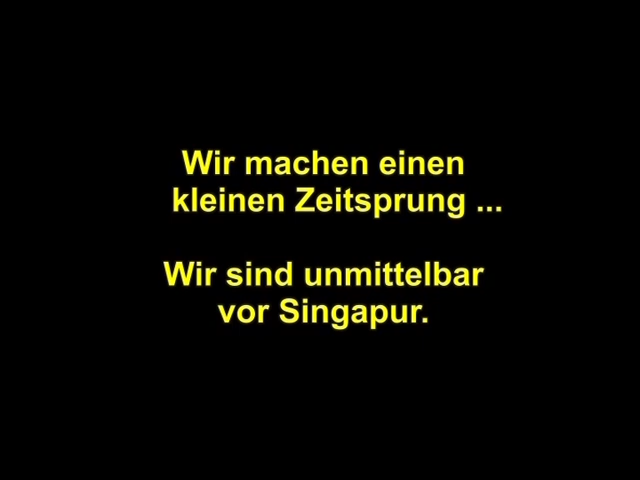 Wir machen einen
kleinen Zeitsprung ...
Wir sind unmittelbar
vor Singapur.